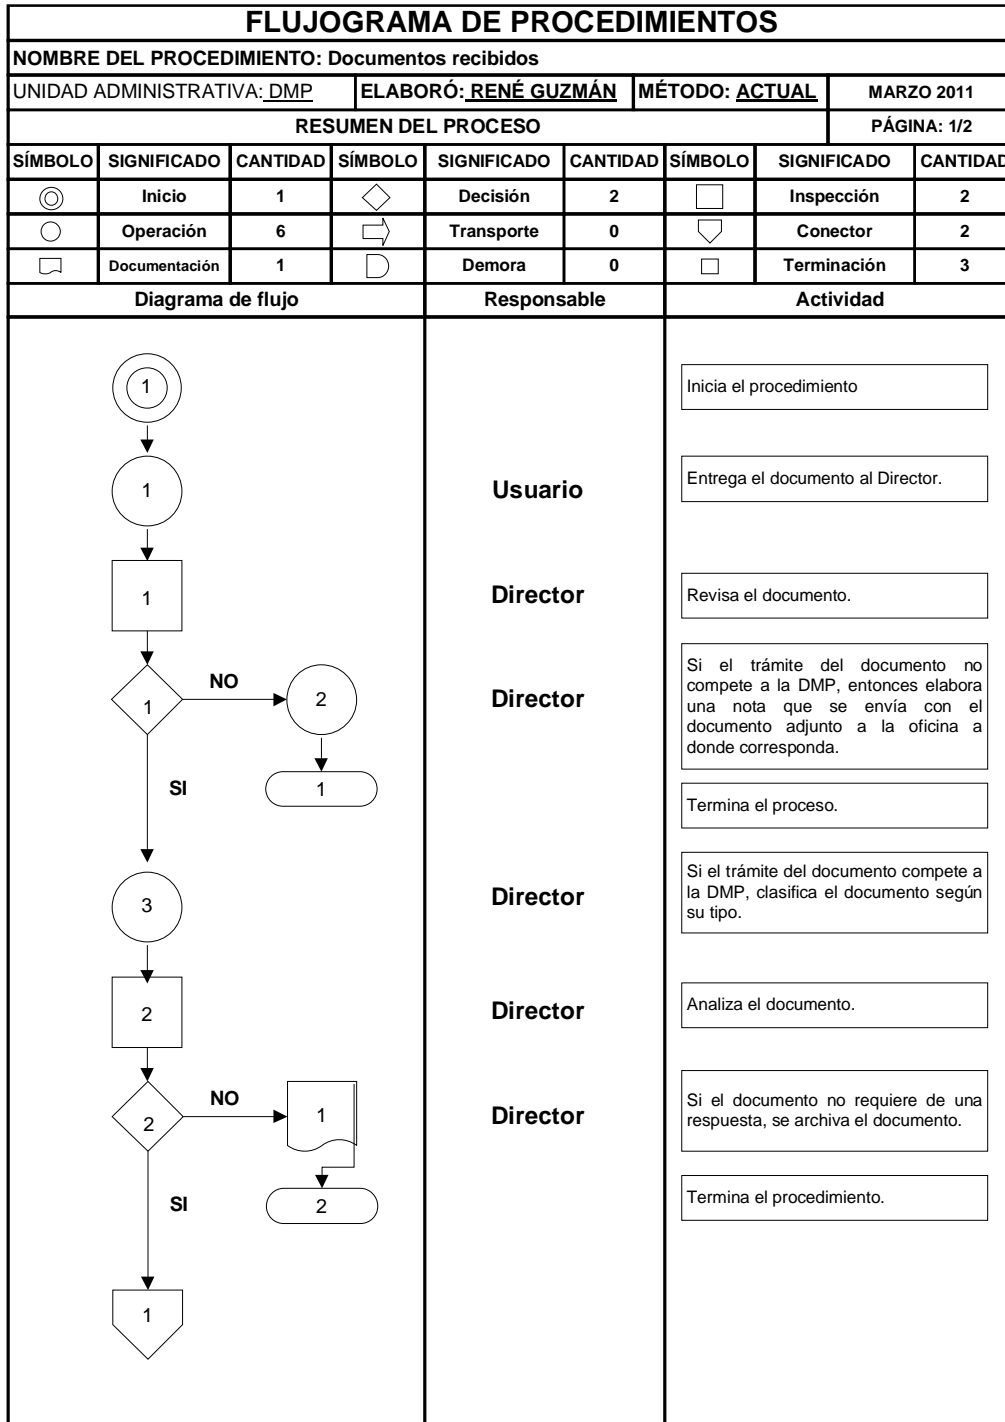 FLUJOGRAMA DE PROCEDIMIENTOS
NOMBRE DEL PROCEDIMIENTO: Documentos recibidos
UNIDAD ADMINISTRATIVA: DMP ELABORÓ: RENÉ GUZMÁN MÉTODO: ACTUAL MARZO 2011
RESUMEN DEL PROCESO PÁGINA: 1/2
SÍMBOLO SIGNIFICADO CANTIDAD SÍMBOLO SIGNIFICADO CANTIDAD SÍMBOLO SIGNIFICADO CANTIDAD
Inicio 1 Decisión 2 Inspección 2
Operación 6 Transporte 0 Conector 2
Documentación 1 Demora 0 Terminación 3
Diagrama de flujo Responsable Actividad
1 Inicia el procedimiento
1 Usuario Entrega el documento al Director.
1 Director Revisa el documento.
1 NO 2 Director
Si el trámite del documento no
compete a la DMP, entonces elabora
una nota que se envía con el
documento adjunto a la oficina a
donde corresponda.
SI 1 Termina el proceso.
3 Director
Si el trámite del documento compete a
la DMP, clasifica el documento según
su tipo.
2 Director Analiza el documento.
2 NO 1 Director
Si el documento no requiere de una
respuesta, se archiva el documento.
SI 2 Termina el procedimiento.
1